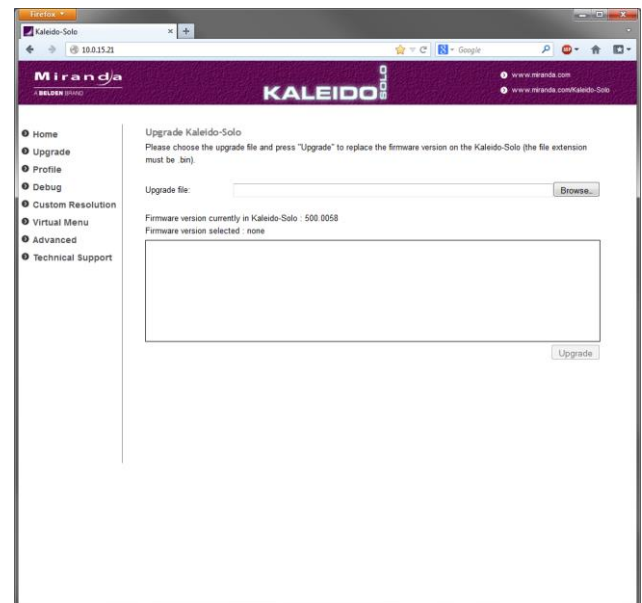 Firefox
Kaleido-Solo
10.0.15.21
Google
Miranda
A BELDEN BRAND
KALEIDO SOLO
www.miranda.com
www.miranda.com/Kaleido-Solo
Home
Upgrade
Profile
Debug
Custom Resolution
Virtual Menu
Advanced
Technical Support
Upgrade Kaleido-Solo
Please choose the upgrade file and press "Upgrade" to replace the firmware version on the Kaleido-Solo (the file extension
must be .bin).
Upgrade file:
Browse..
Firmware version currently in Kaleido-Solo : 500.0058
Firmware version selected : none
Upgrade